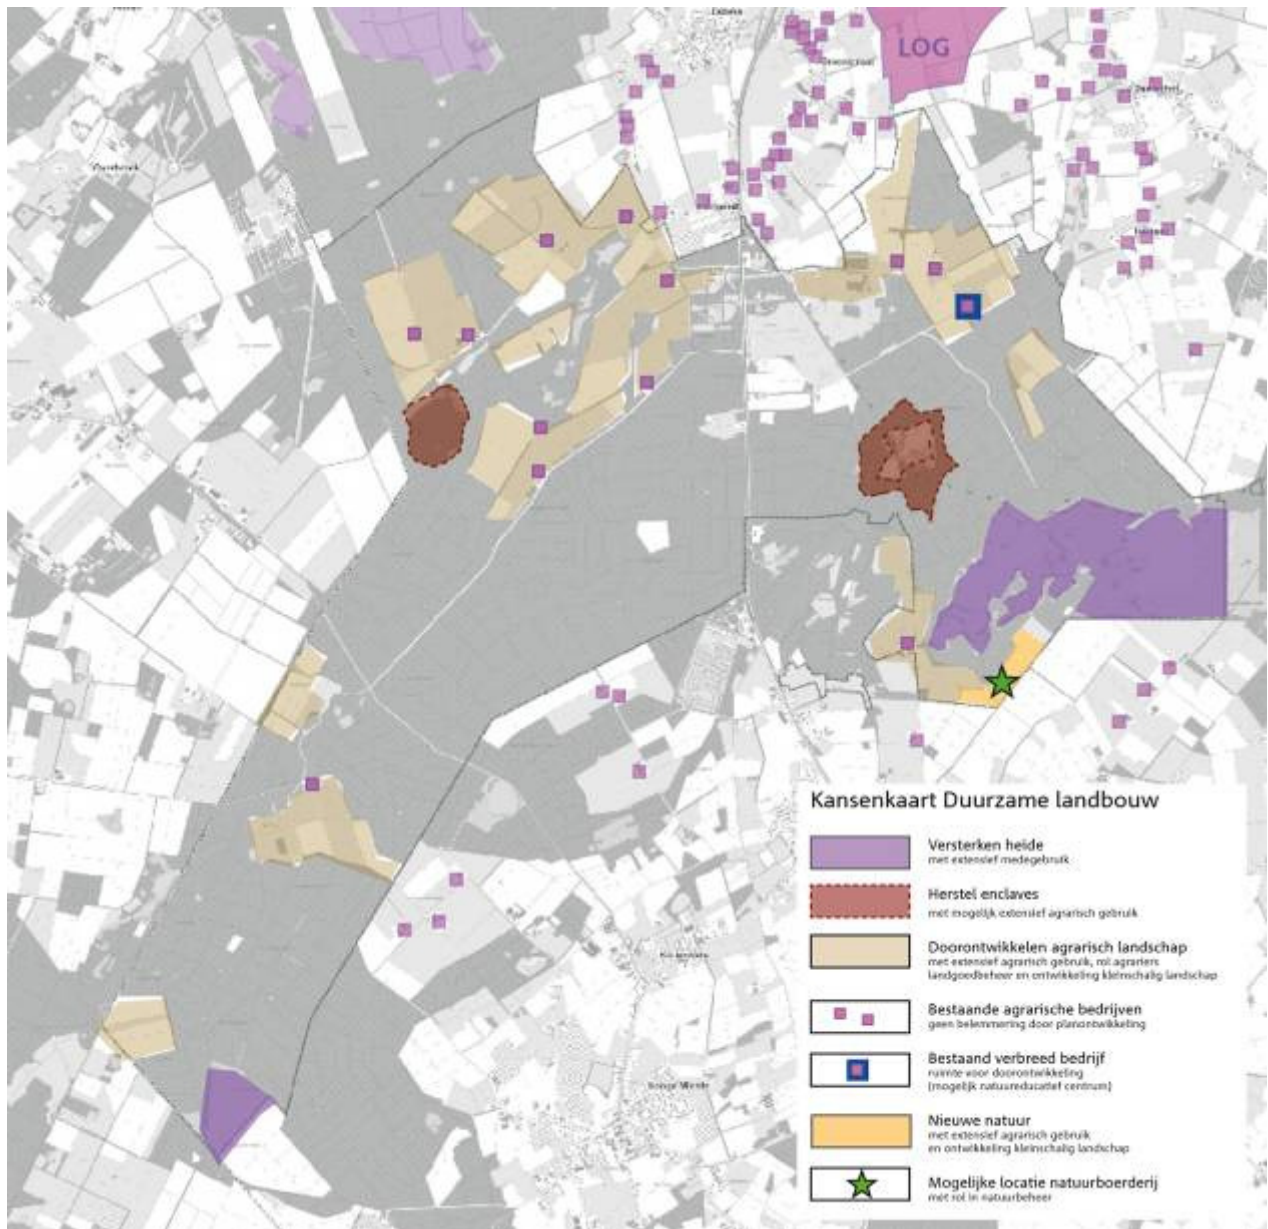 LOG
Kansenkaart Duurzame landbouw
Versterken heide
met extensief medegebruik
Herstel enclaves
met mogelijk extensief agrarisch gebruik
Doorontwikkelen agrarisch landschap
met extensief agrarisch gebruik, rol agrariers
landgoedbeheer en ontwikkeling kleinschalig landschap
Bestaande agrarische bedrijven
geen belemmering door planontwikkeling
Bestaand verbreed bedrijf
ruimte voor doorontwikkeling
(mogelijk natuureducatief centrum)
Nieuwe natuur
met extensief agrarisch gebruik
en ontwikkeling kleinschalig landschap
Mogelijke locatie natuurboerderij
met rol in natuurbeheer